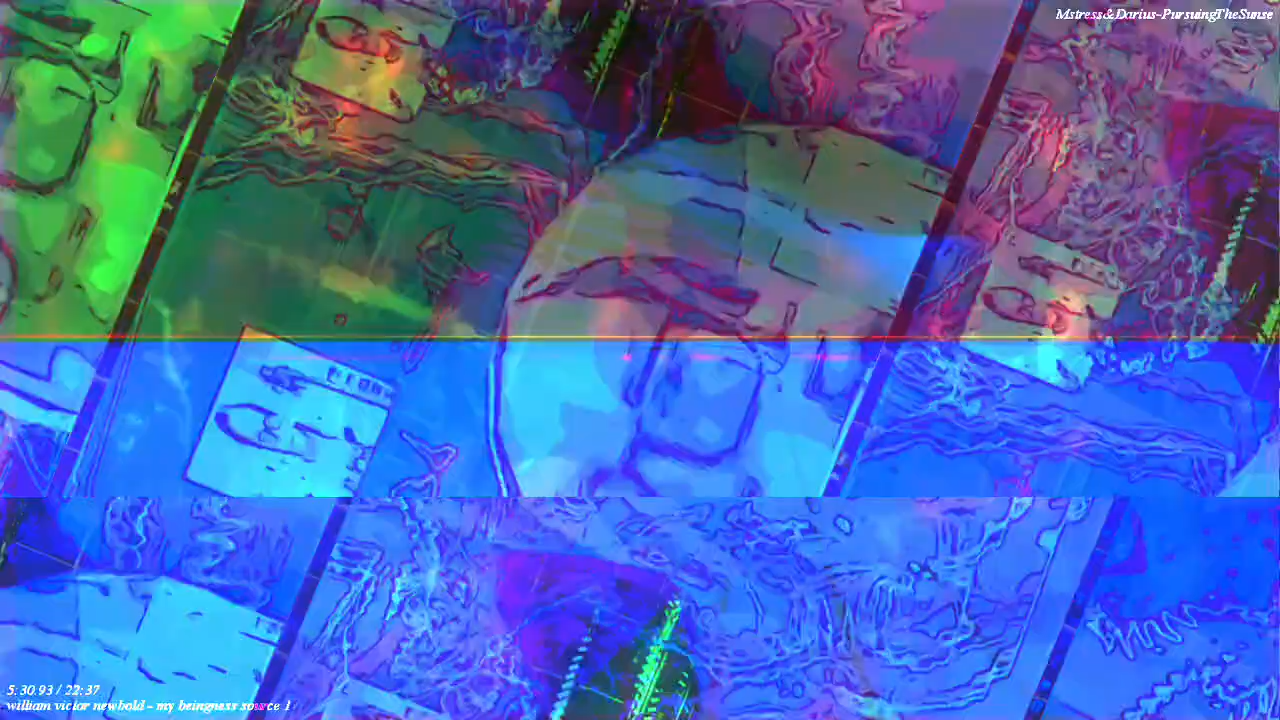 Mstress&Darius-PursuingTheSunse
5:30.93 / 22:37
william victor newbold - my beingness source 1